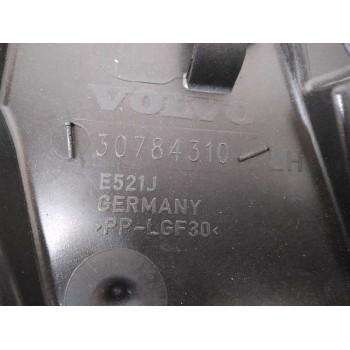 VOLVO
30784310 LH
E521J
GERMANY
>PP-LGF30<